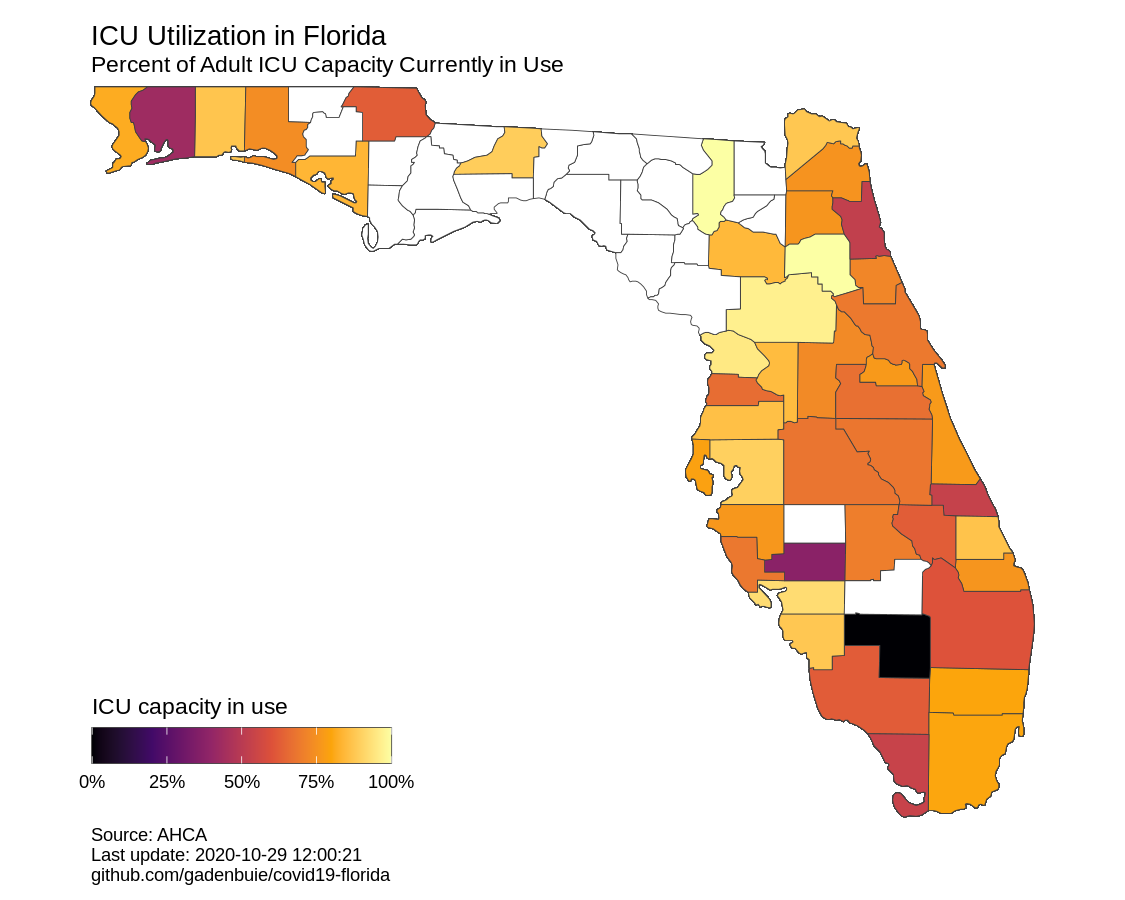 ICU Utilization in Florida
Percent of Adult ICU Capacity Currently in Use
ICU capacity in use
0% 25% 50% 75% 100%
Source: AHCA
Last update: 2020-10-29 12:00:21
github.com/gadenbuie/covid19-florida